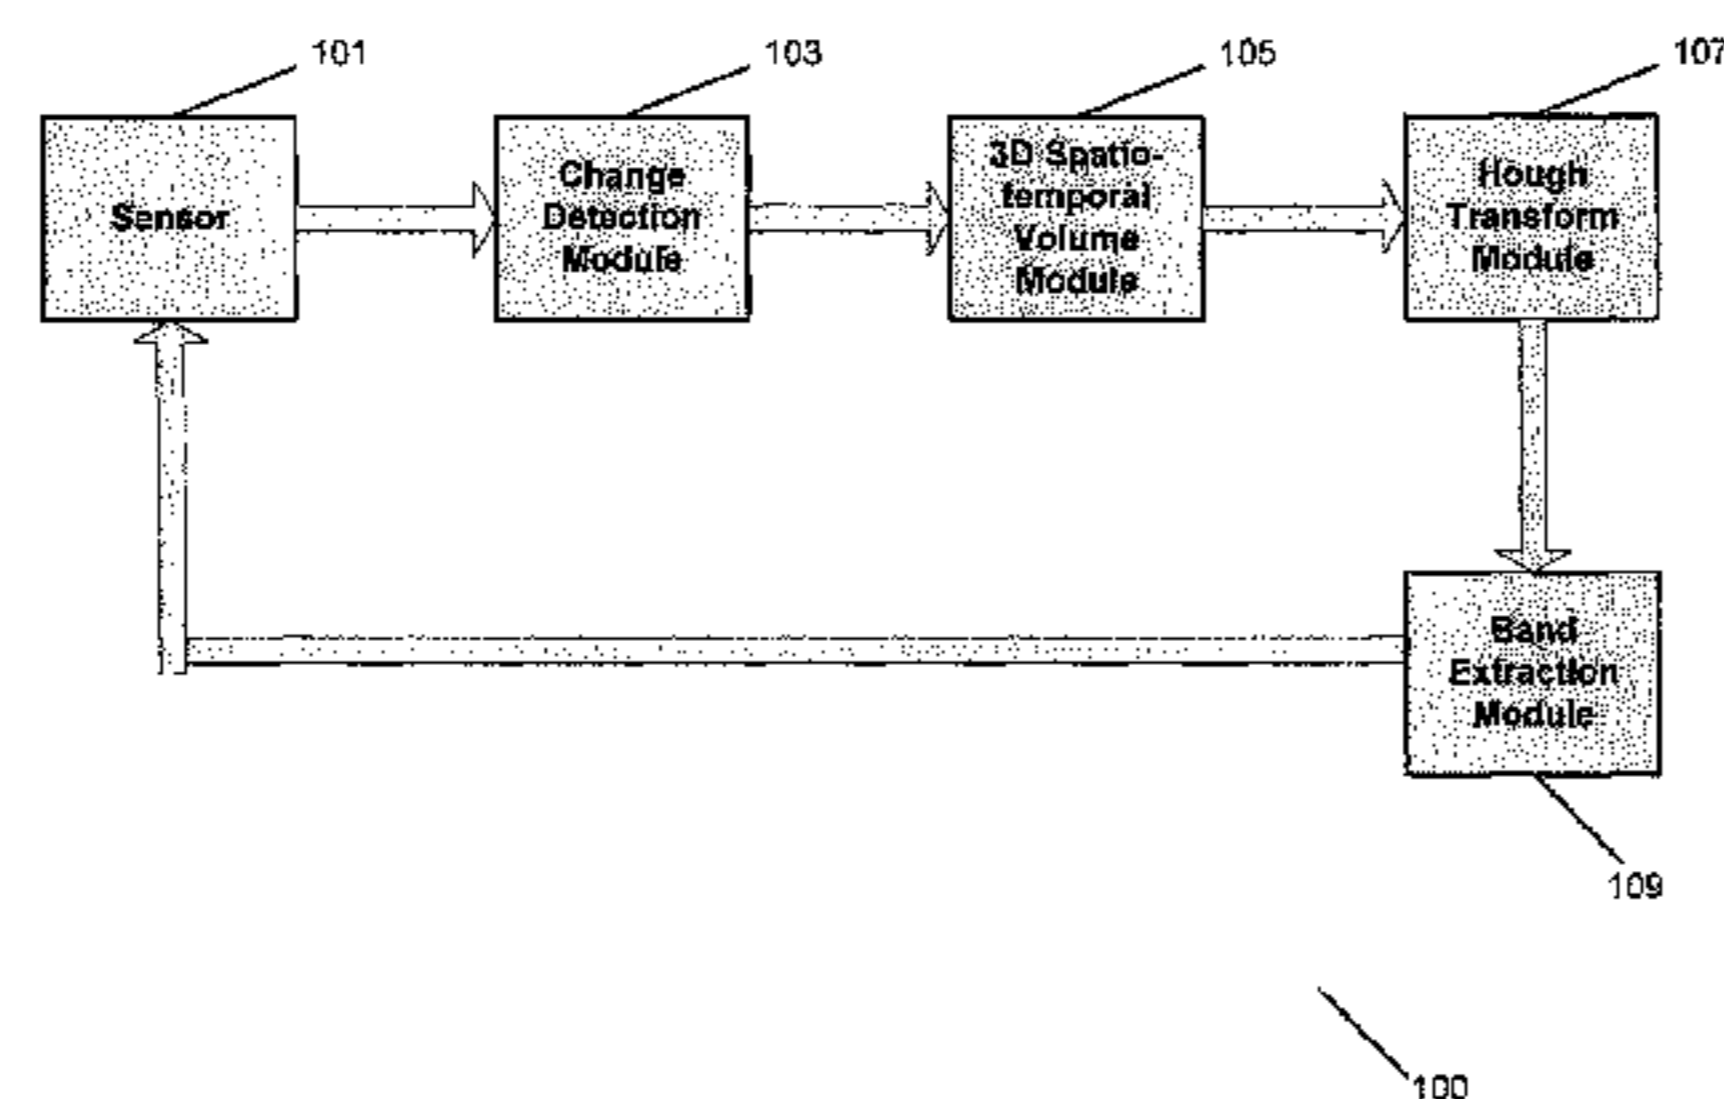 101
103
105
107
Sensor
Change
Detection
Module
3D Spatio-
temporal
Volume
Module
Hough
Transform
Module
Band
Extraction
Module
109
100